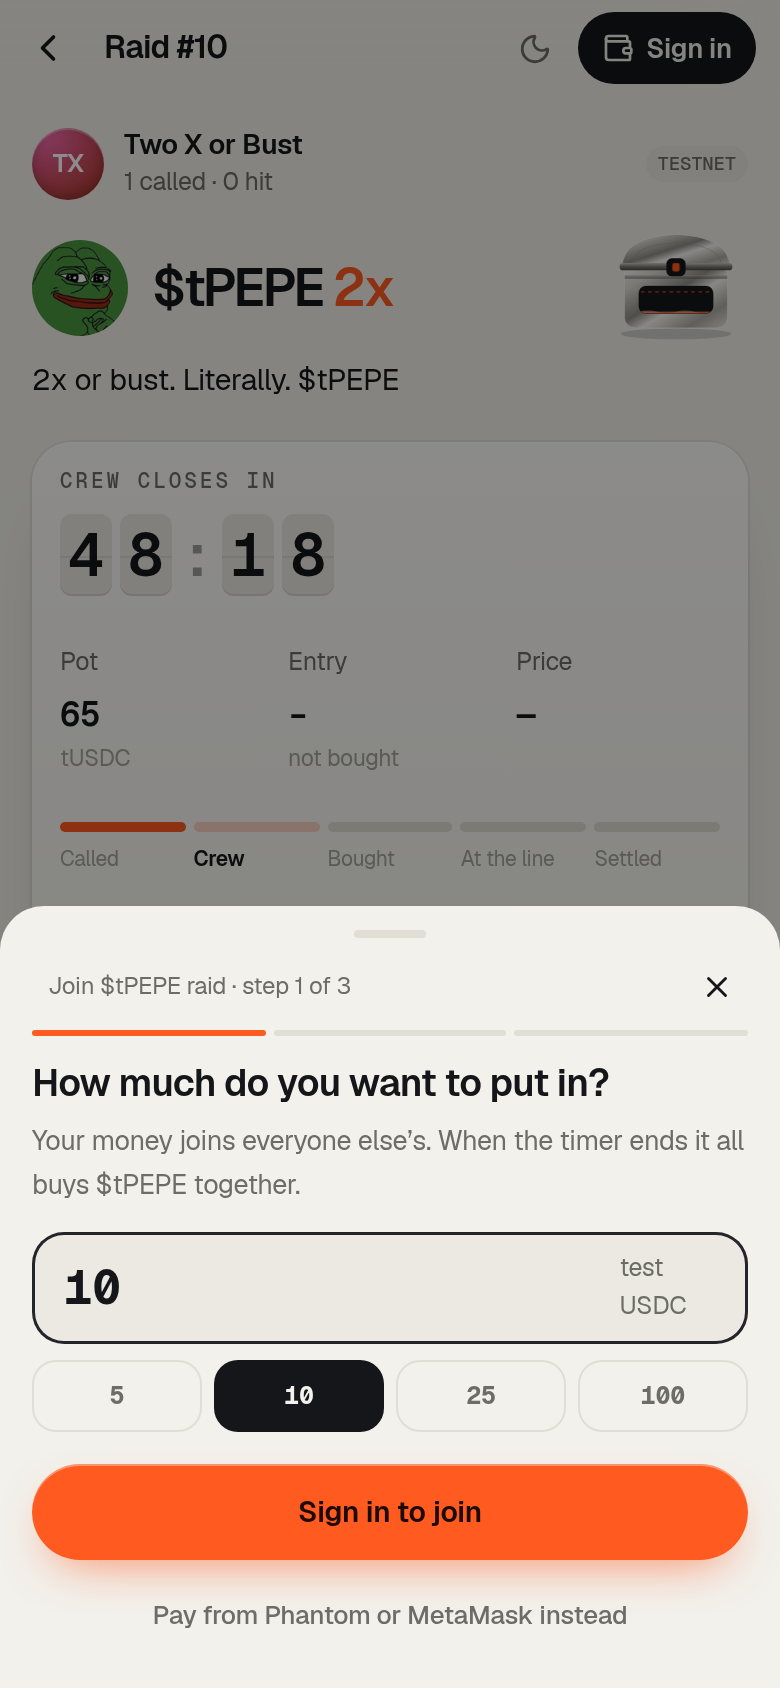 Raid #10
Sign in
TX
Two X or Bust
1 called · 0 hit
TESTNET
$tPEPE 2x
2x or bust. Literally. $tPEPE
CREW CLOSES IN
48:18
Pot
Entry
Price
65
–
–
tUSDC
not bought
Called
Crew
Bought
At the line
Settled
Join $tPEPE raid · step 1 of 3
How much do you want to put in?
Your money joins everyone else’s. When the timer ends it all
buys $tPEPE together.
10
test
USDC
5
10
25
100
Sign in to join
Pay from Phantom or MetaMask instead